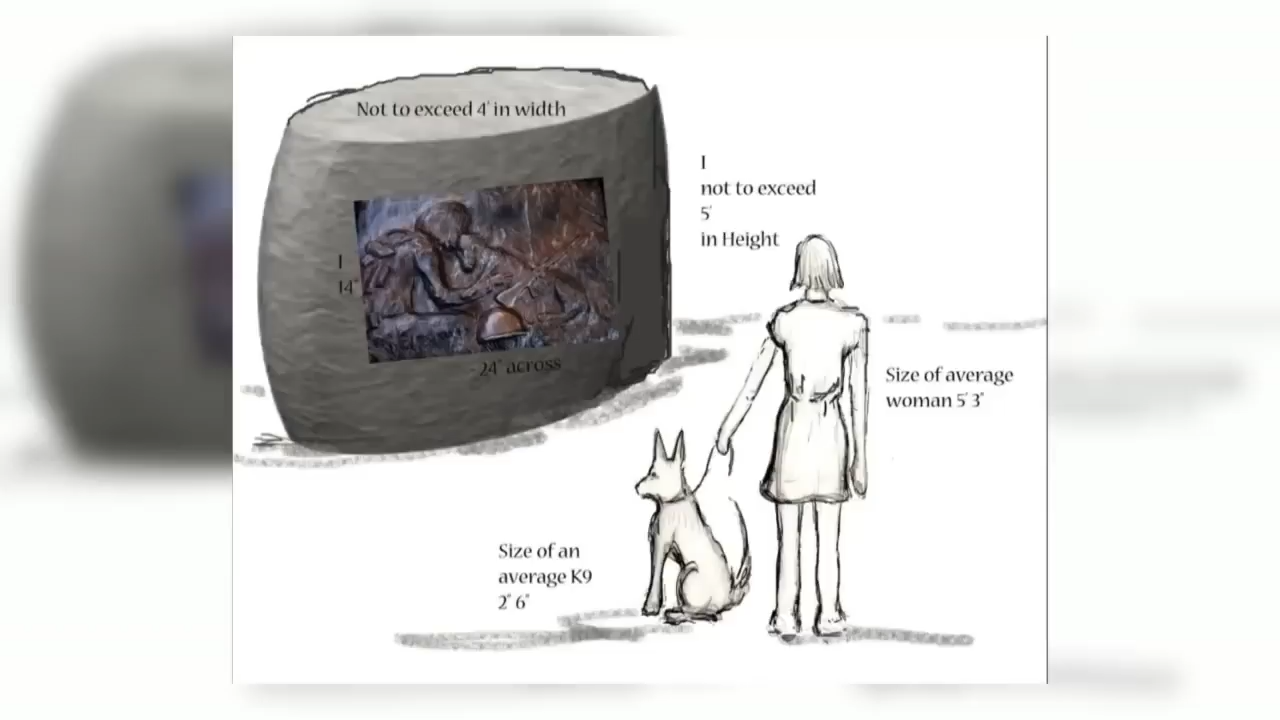 Not to exceed 4' in width
I
not to exceed
5'
in Height
I
14"
24" across
Size of average
woman 5' 3"
Size of an
average K9
2" 6"